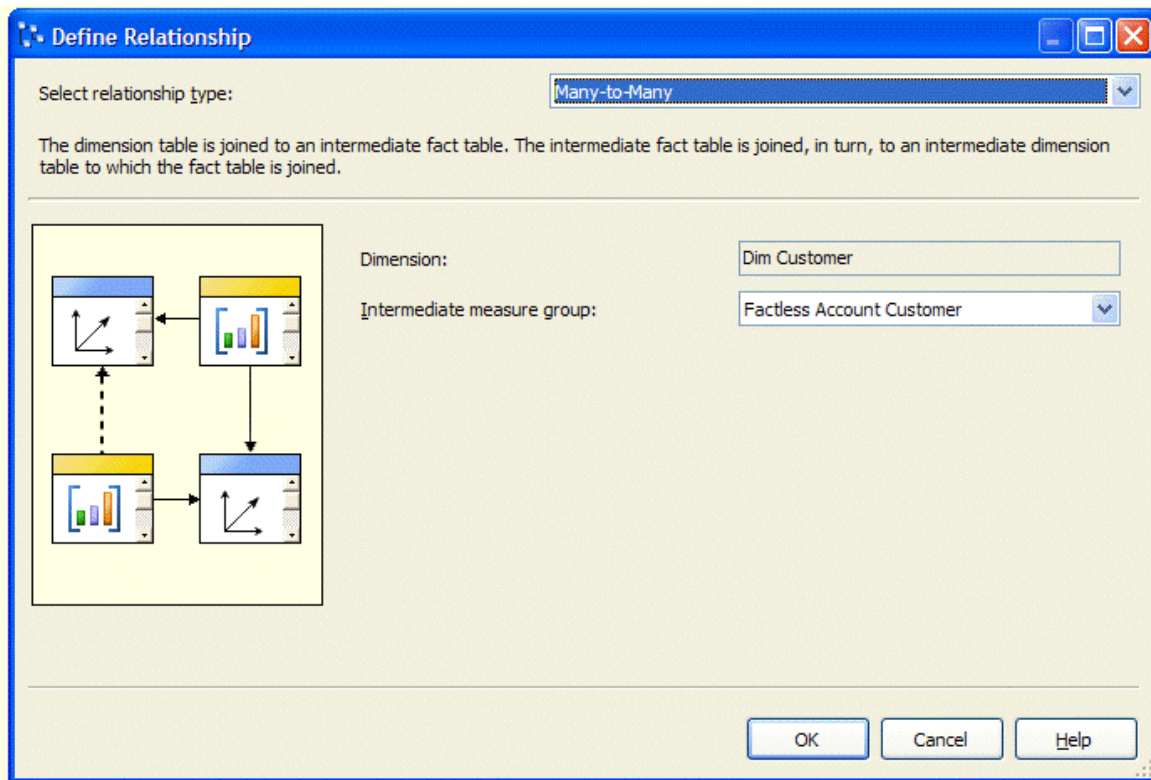 Define Relationship
Select relationship type:
Many-to-Many
The dimension table is joined to an intermediate fact table. The intermediate fact table is joined, in turn, to an intermediate dimension
table to which the fact table is joined.
Dimension:
Dim Customer
Intermediate measure group:
Factless Account Customer
OK
Cancel
Help